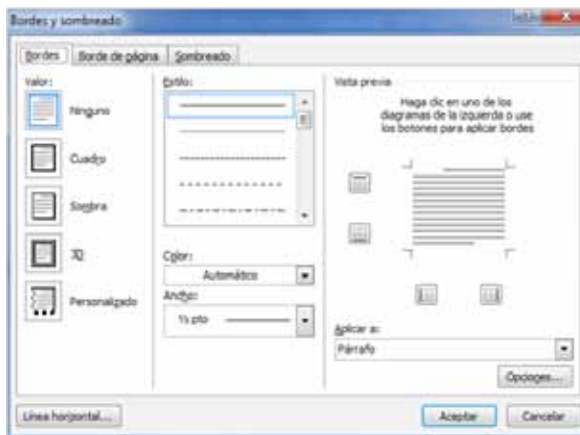 Bordes y sombreado
Bordes
Borde de página
Sombreado
Valor:
Ninguno
Cuadro
Sombra
3D
Personalizado
Estilo:
Color:
Automático
Ancho:
½ pto
Vista previa
Haga clic en uno de los
diagramas de la izquierda o use
los botones para aplicar bordes
Aplicar a:
Párrafo
Opciones...
Línea horizontal...
Aceptar
Cancelar